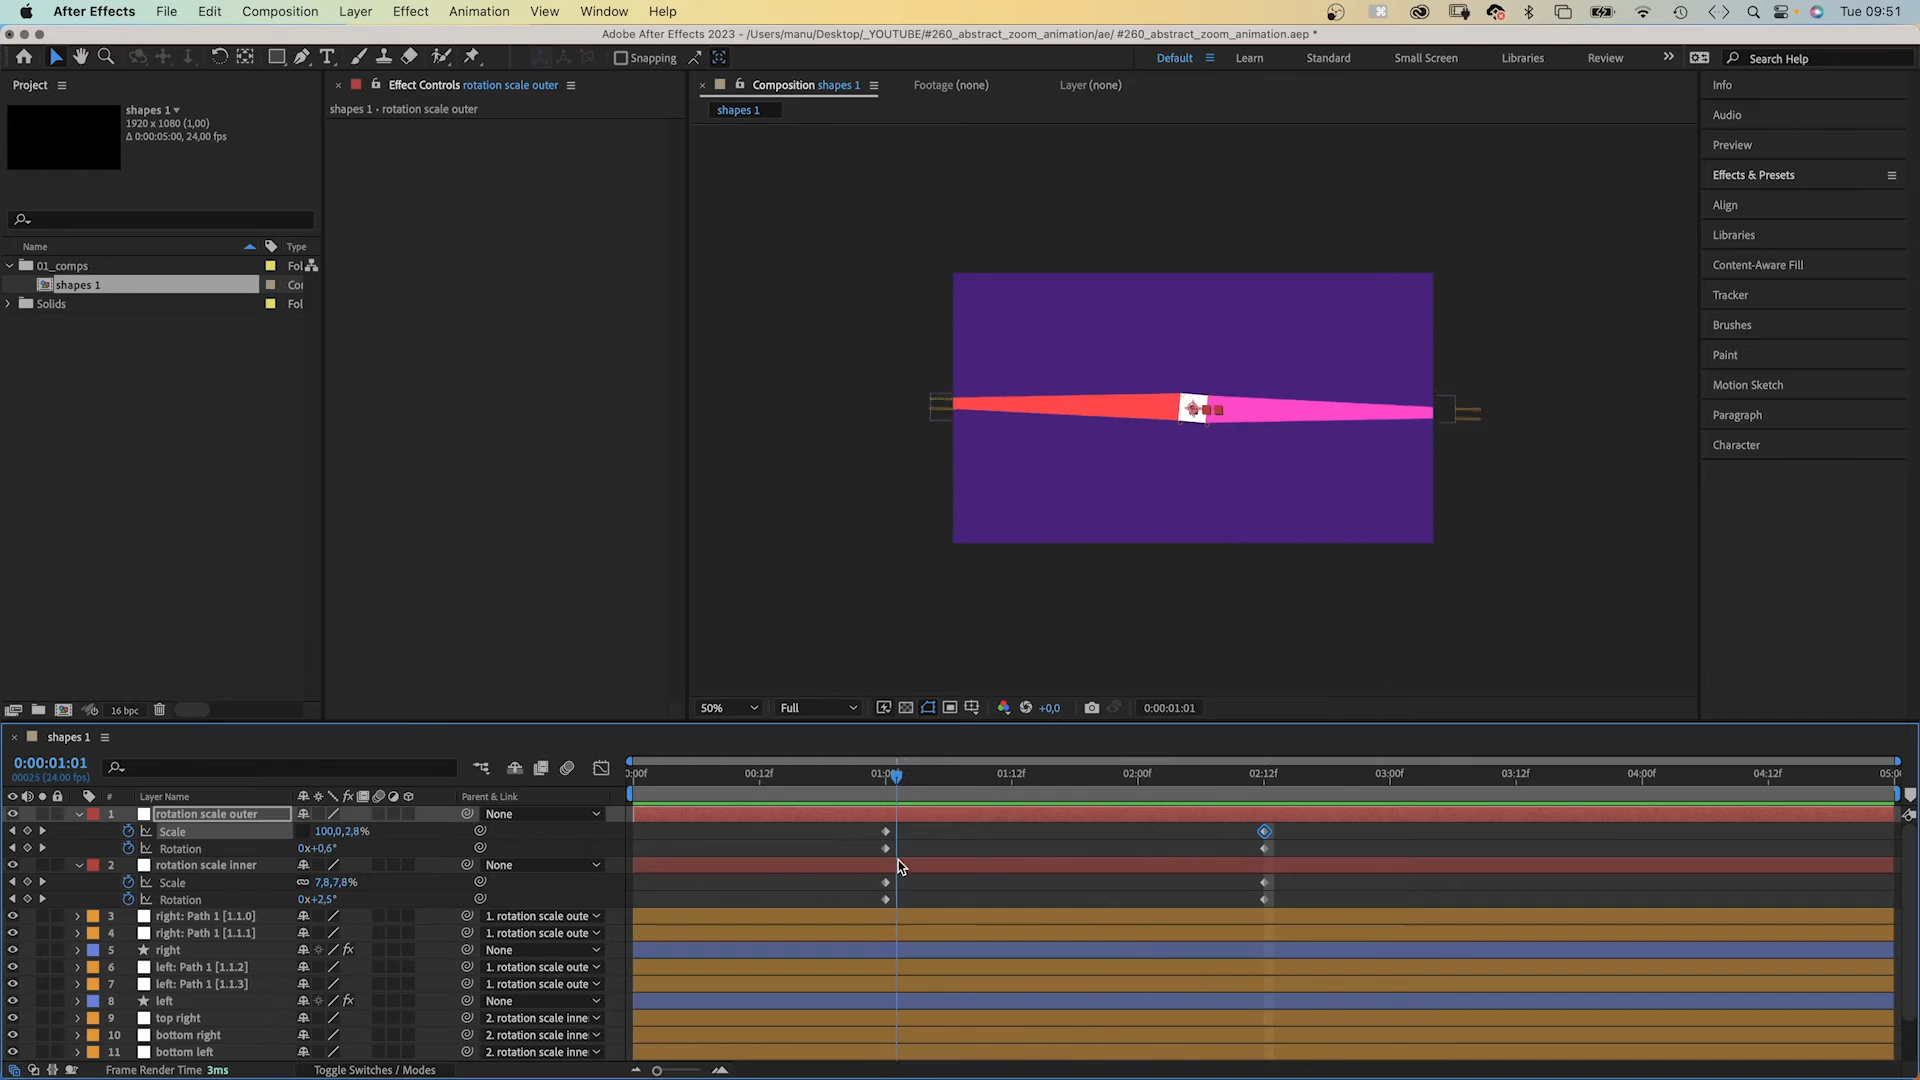 After Effects File Edit Composition Layer Effect Animation View Window Help Tue 09:51
Adobe After Effects 2023 - /Users/manu/Desktop/_YOUTUBE/#260_abstract_zoom_animation/ae/ #260_abstract_zoom_animation.aep *
Snapping Default Learn Standard Small Screen Libraries Review Search Help
Project
shapes 1
1920 x 1080 (1,00)
Δ 0:00:05:00, 24,00 fps
Name Type
01_comps Fol
shapes 1 Cor
Solids Fol
16 bpc
Effect Controls rotation scale outer
shapes 1 • rotation scale outer
Composition shapes 1 Footage (none) Layer (none)
shapes 1
50% Full +0,0 0:00:01:01
Info
Audio
Preview
Effects & Presets
Align
Libraries
Content-Aware Fill
Tracker
Brushes
Paint
Motion Sketch
Paragraph
Character
shapes 1
0:00:01:01
00025 (24.00 fps)
0:00f 00:12f 01:00f 01:12f 02:00f 02:12f 03:00f 03:12f 04:00f 04:12f 05:0
# Layer Name fx Parent & Link
1 rotation scale outer None
Scale 100,0,2,8%
Rotation 0x+0,6°
2 rotation scale inner None
Scale 7,8,7,8%
Rotation 0x+2,5°
3 right: Path 1 [1.1.0] 1. rotation scale oute
4 right: Path 1 [1.1.1] 1. rotation scale oute
5 right fx None
6 left: Path 1 [1.1.2] 1. rotation scale oute
7 left: Path 1 [1.1.3] 1. rotation scale oute
8 left fx None
9 top right 2. rotation scale inne
10 bottom right 2. rotation scale inne
11 bottom left 2. rotation scale inne
Frame Render Time 3ms Toggle Switches / Modes